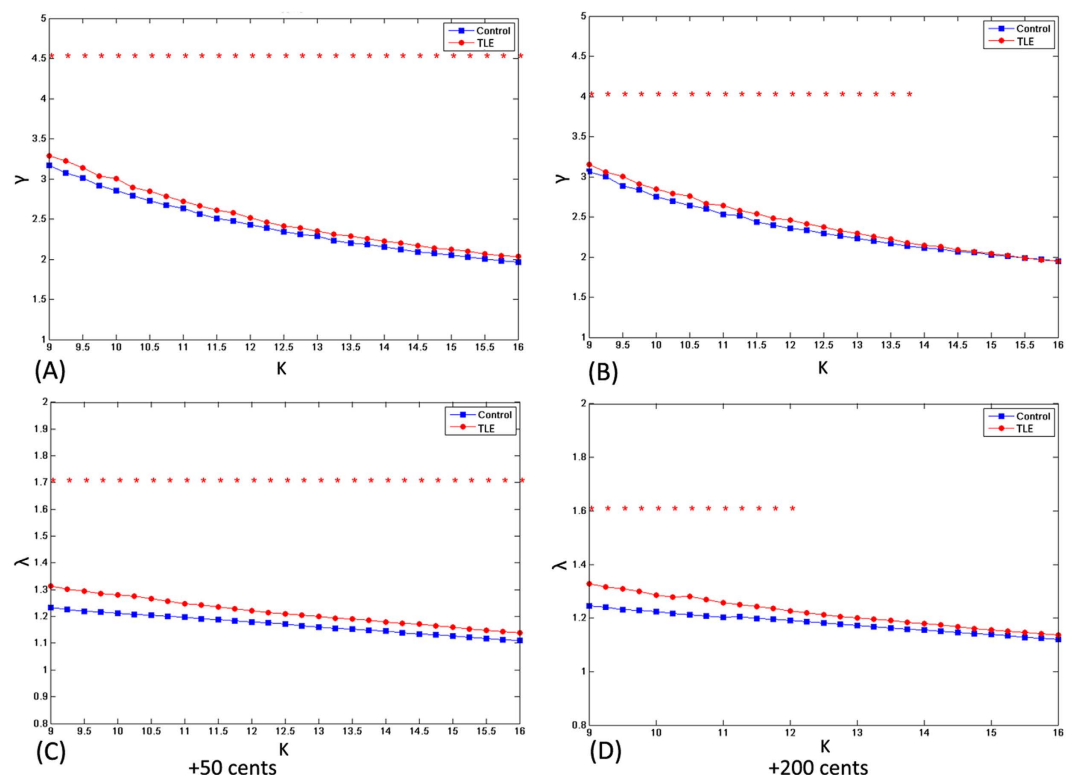 Control
TLE
5
4.5
4
3.5
3
2.5
2
1.5
1
γ
* * * * * * * * * * * * * * * * * * * * * * * * * * * * *
9 9.5 10 10.5 11 11.5 12 12.5 13 13.5 14 14.5 15 15.5 16
(A)
K
Control
TLE
5
4.5
4
3.5
3
2.5
2
1.5
1
γ
* * * * * * * * * * * * * * * * * * * *
9 9.5 10 10.5 11 11.5 12 12.5 13 13.5 14 14.5 15 15.5 16
(B)
K
Control
TLE
2
1.9
1.8
1.7
1.6
1.5
1.4
1.3
1.2
1.1
1
0.9
0.8
λ
* * * * * * * * * * * * * * * * * * * * * * * * * * * * *
9 9.5 10 10.5 11 11.5 12 12.5 13 13.5 14 14.5 15 15.5 16
(C)
K
+50 cents
Control
TLE
2
1.8
1.6
1.4
1.2
1
0.8
λ
* * * * * * * * * * * * *
9 10 11 12 13 14 15 16
(D)
K
+200 cents